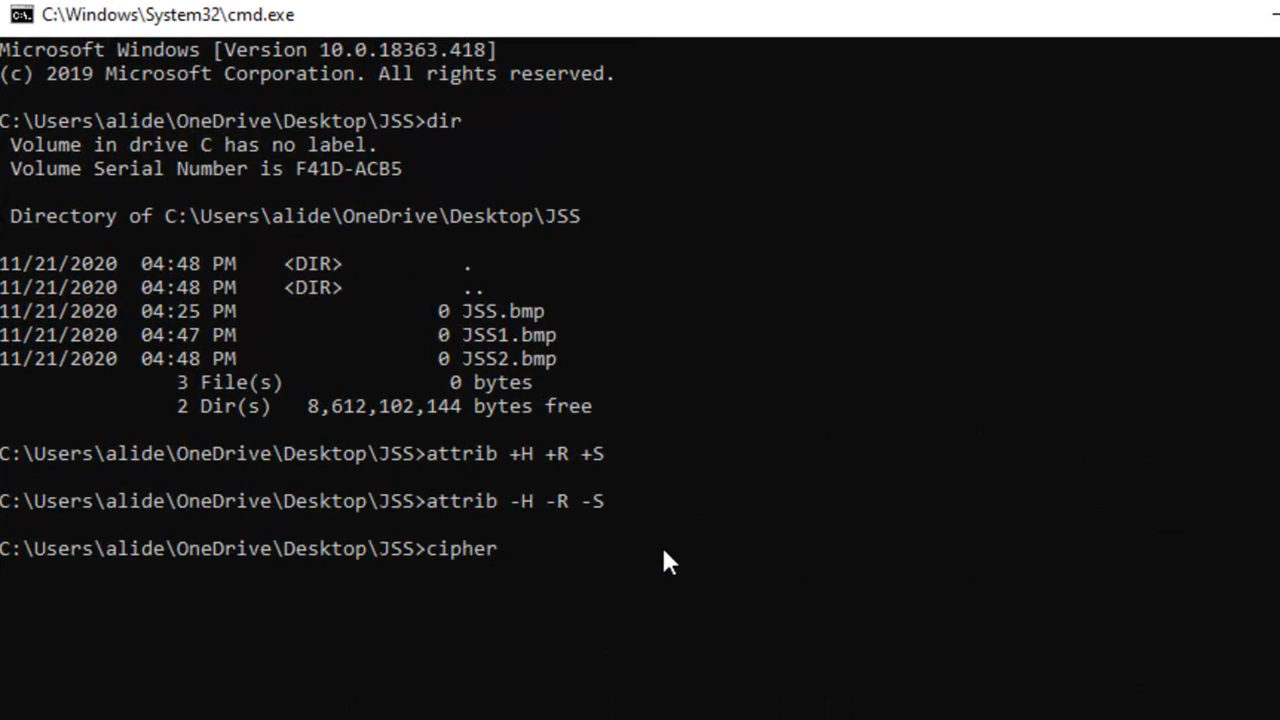 C:\Windows\System32\cmd.exe
Microsoft Windows [Version 10.0.18363.418]
(c) 2019 Microsoft Corporation. All rights reserved.
C:\Users\alide\OneDrive\Desktop\JSS>dir
Volume in drive C has no label.
Volume Serial Number is F41D-ACB5
Directory of C:\Users\alide\OneDrive\Desktop\JSS
11/21/2020  04:48 PM    <DIR>          .
11/21/2020  04:48 PM    <DIR>          ..
11/21/2020  04:25 PM                 0 JSS.bmp
11/21/2020  04:47 PM                 0 JSS1.bmp
11/21/2020  04:48 PM                 0 JSS2.bmp
3 File(s)              0 bytes
2 Dir(s)   8,612,102,144 bytes free
C:\Users\alide\OneDrive\Desktop\JSS>attrib +H +R +S
C:\Users\alide\OneDrive\Desktop\JSS>attrib -H -R -S
C:\Users\alide\OneDrive\Desktop\JSS>cipher